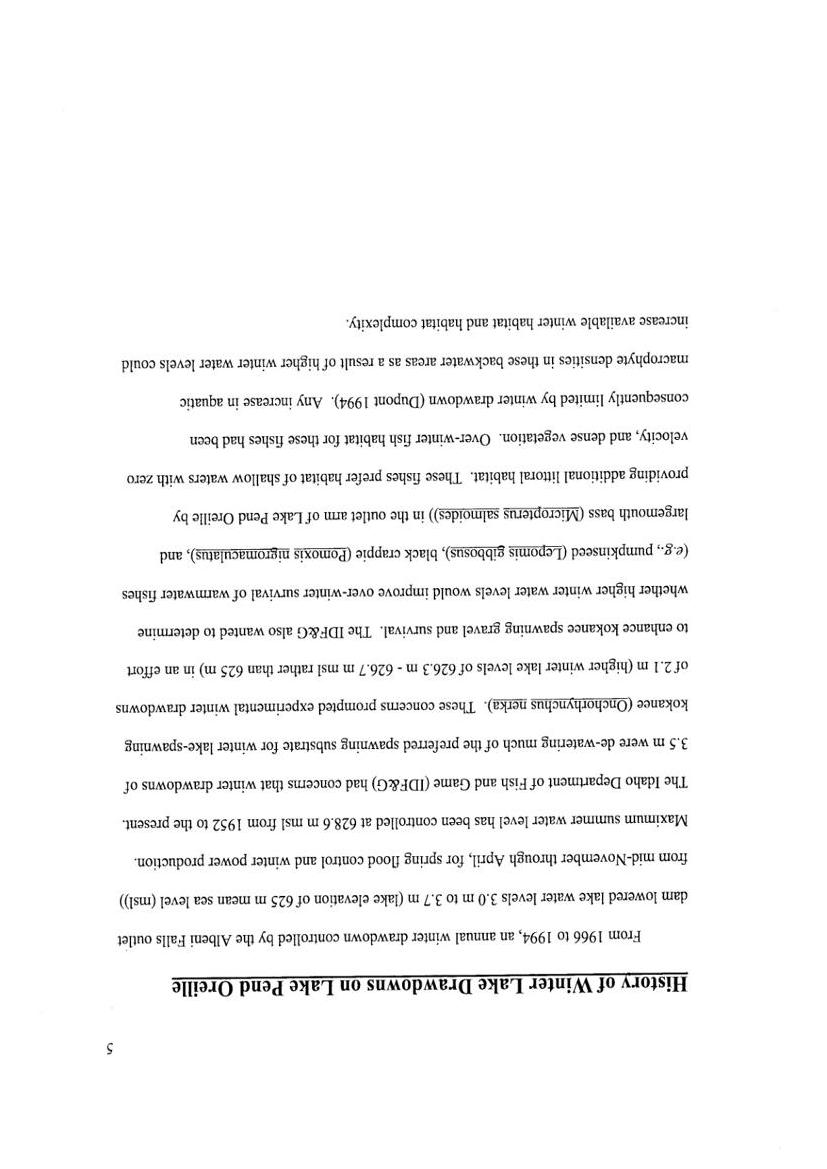 5
History of Winter Lake Drawdowns on Lake Pend Oreille
From 1966 to 1994, an annual winter drawdown controlled by the Albeni Falls outlet
dam lowered lake water levels 3.0 m to 3.7 m (lake elevation of 625 m mean sea level (msl))
from mid-November through April, for spring flood control and winter power production.
Maximum summer water level has been controlled at 628.6 m msl from 1952 to the present.
The Idaho Department of Fish and Game (IDF&G) had concerns that winter drawdowns of
3.5 m were de-watering much of the preferred spawning substrate for winter lake-spawning
kokanee (Onchorhynchus nerka). These concerns prompted experimental winter drawdowns
of 2.1 m (higher winter lake levels of 626.3 m - 626.7 m msl rather than 625 m) in an effort
to enhance kokanee spawning gravel and survival. The IDF&G also wanted to determine
whether higher winter water levels would improve over-winter survival of warmwater fishes
(e.g., pumpkinseed (Lepomis gibbosus), black crappie (Pomoxis nigromaculatus), and
largemouth bass (Micropterus salmoides)) in the outlet arm of Lake Pend Oreille by
providing additional littoral habitat. These fishes prefer habitat of shallow waters with zero
velocity, and dense vegetation. Over-winter fish habitat for these fishes had been
consequently limited by winter drawdown (Dupont 1994). Any increase in aquatic
macrophyte densities in these backwater areas as a result of higher winter water levels could
increase available winter habitat and habitat complexity.